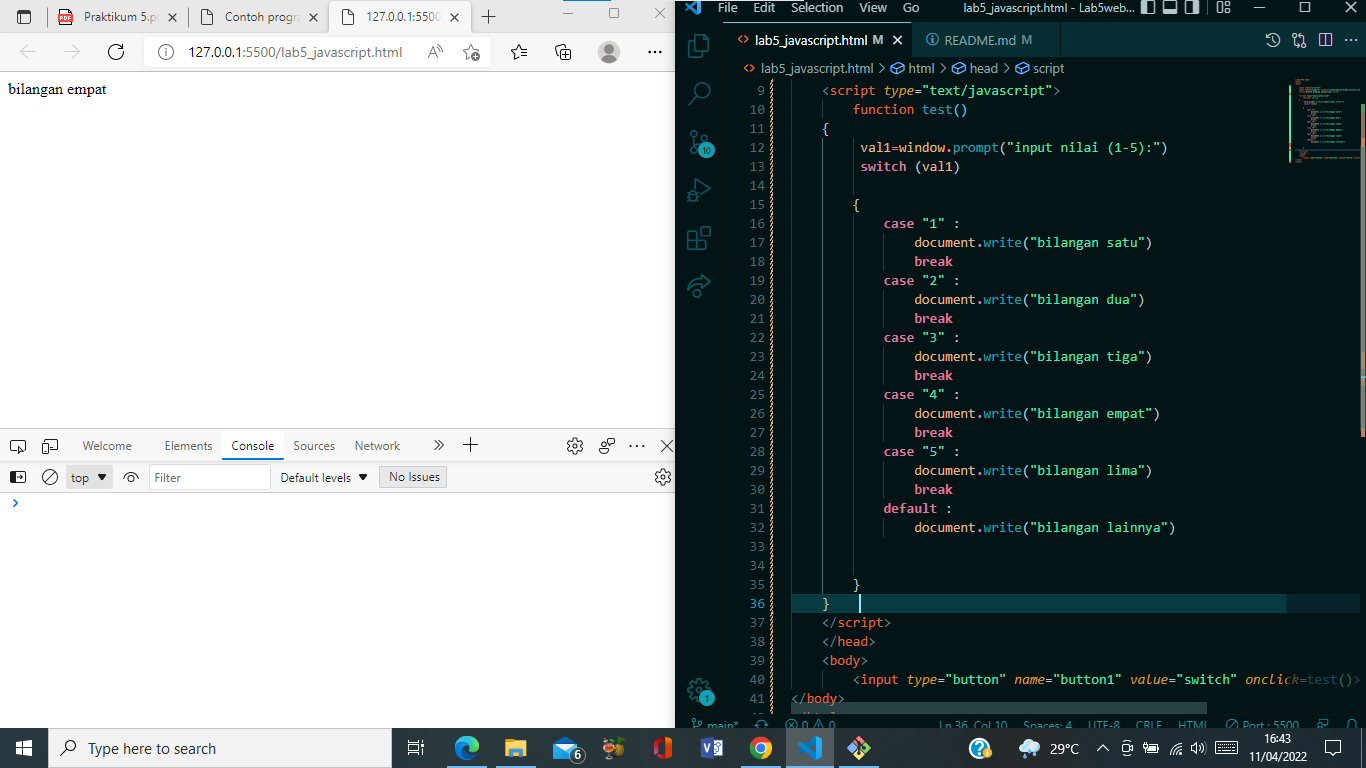 Praktikum 5.p
Contoh progr
127.0.0.1:5500
127.0.0.1:5500/lab5_javascript.html
bilangan empat
Welcome
Elements
Console
Sources
Network
top
Filter
Default levels
No Issues
File Edit Selection View Go
lab5_javascript.html - Lab5web...
lab5_javascript.html M
README.md M
lab5_javascript.html > html > head > script
10
1
9 <script type="text/javascript">
10 function test()
11 {
12 val1=window.prompt("input nilai (1-5):")
13 switch (val1)
14
15 {
16 case "1" :
17 document.write("bilangan satu")
18 break
19 case "2" :
20 document.write("bilangan dua")
21 break
22 case "3" :
23 document.write("bilangan tiga")
24 break
25 case "4" :
26 document.write("bilangan empat")
27 break
28 case "5" :
29 document.write("bilangan lima")
30 break
31 default :
32 document.write("bilangan lainnya")
33
34
35 }
36 }
37 </script>
38 </head>
39 <body>
40 <input type="button" name="button1" value="switch" onclick=test()>
41 </body>
main* 0 0 Ln 36, Col 10 Spaces: 4 UTF-8 CRLF HTML Port : 5500
Type here to search
6
29°C
16:43
11/04/2022